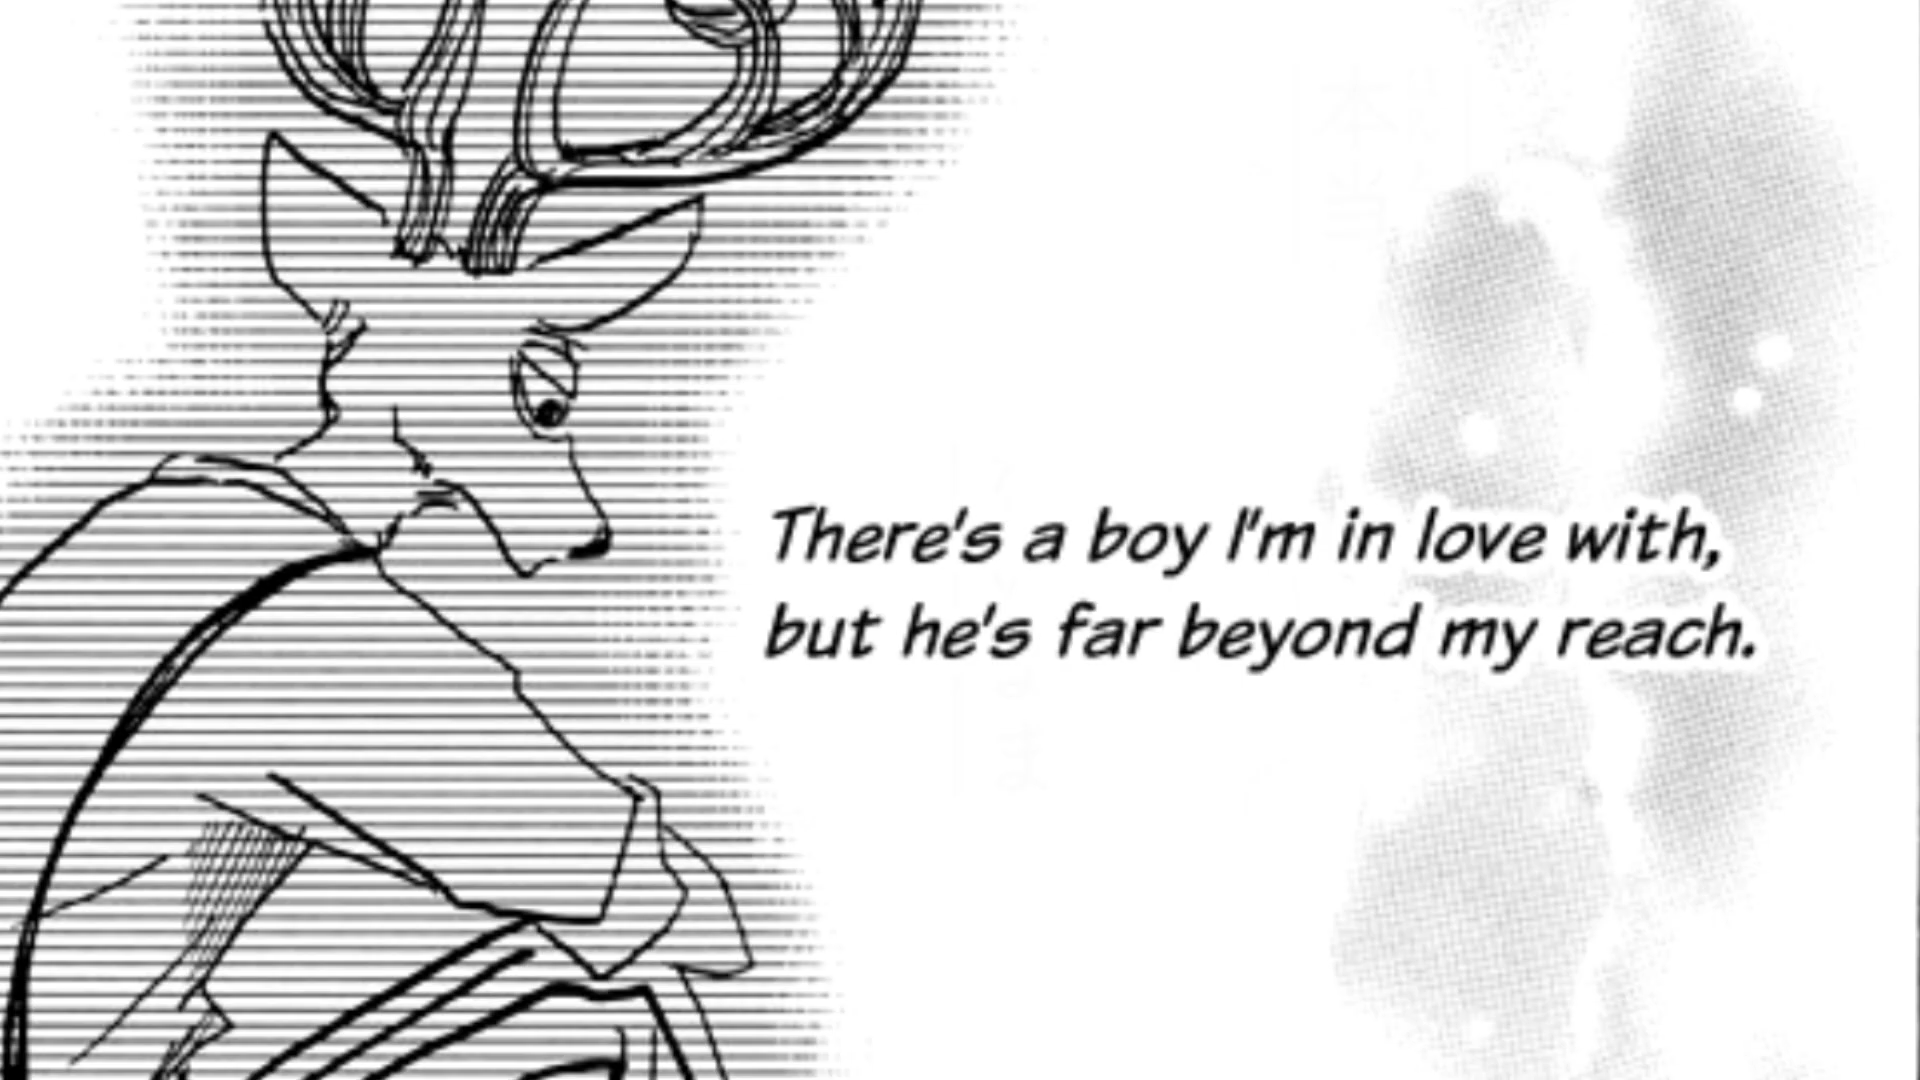 There's a boy I'm in love with,
but he's far beyond my reach.